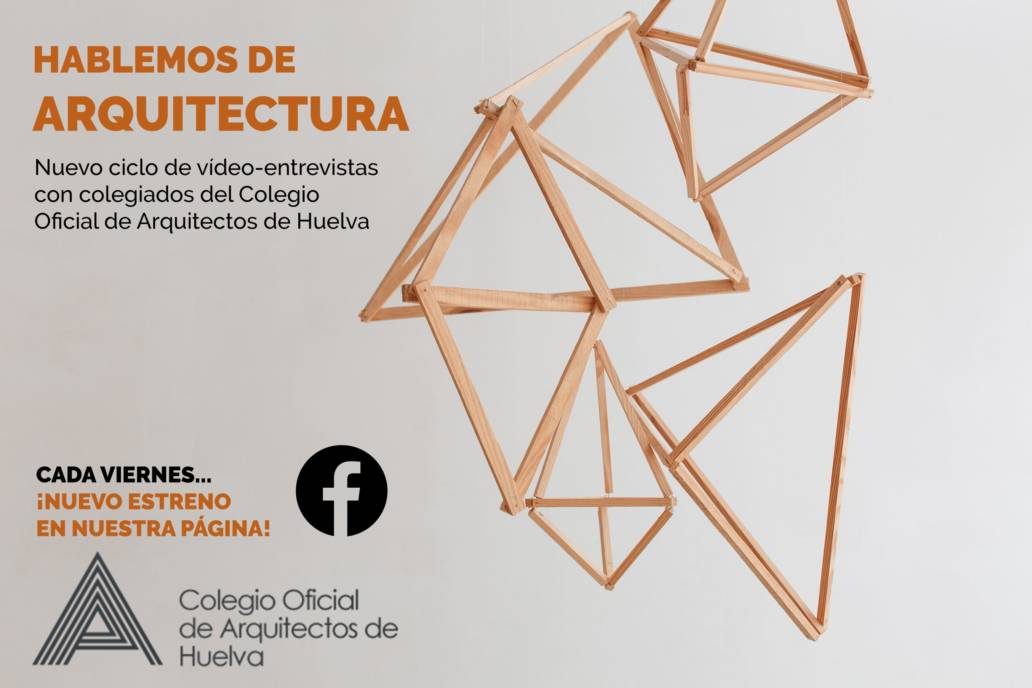 HABLEMOS DE
ARQUITECTURA
Nuevo ciclo de vídeo-entrevistas
con colegiados del Colegio
Oficial de Arquitectos de Huelva
CADA VIERNES...
¡NUEVO ESTRENO
EN NUESTRA PÁGINA!
Colegio Oficial
de Arquitectos de
Huelva